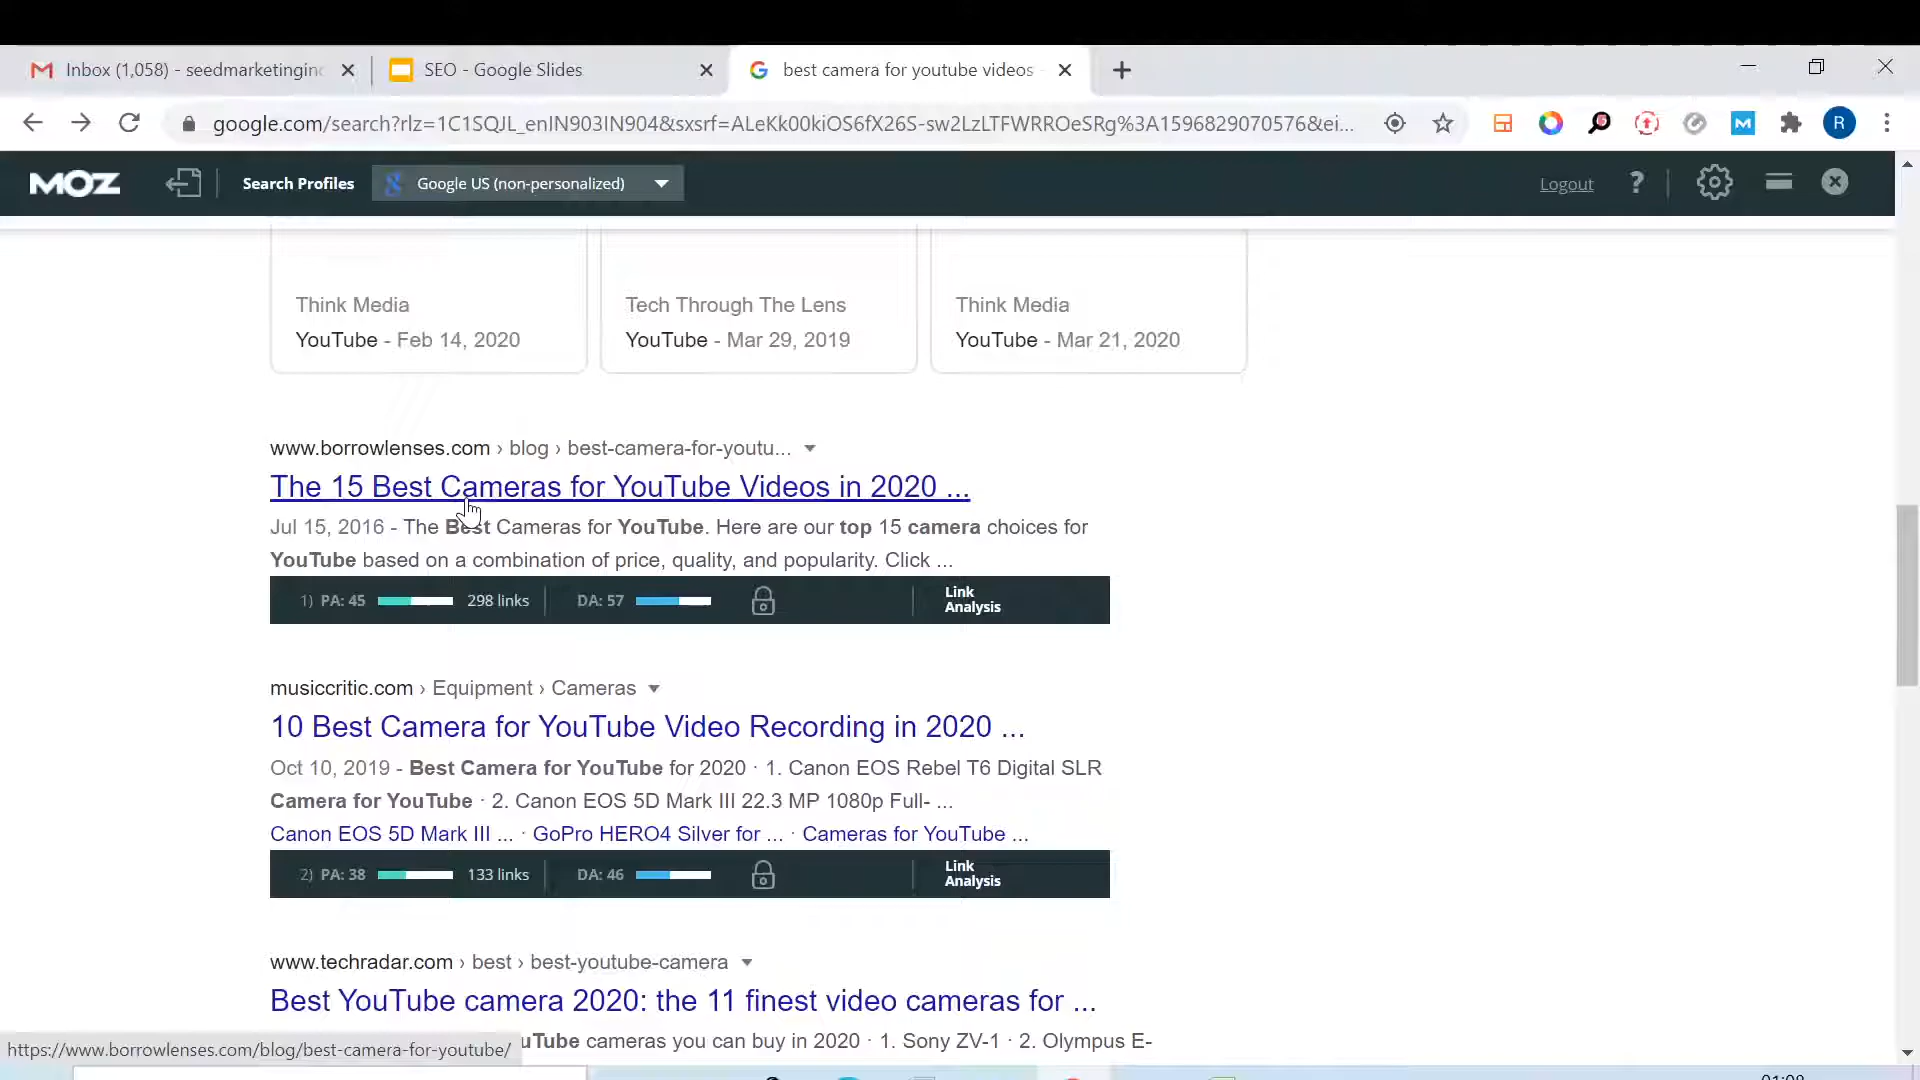 Inbox (1,058) - seedmarketinginc
SEO - Google Slides
best camera for youtube videos
google.com/search?rlz=1C1SQJL_enIN903IN904&sxsrf=ALeKk00kiOS6fX26S-sw2LzLTFWRROeSRg%3A1596829070576&ei...
M
R
MOZ
Search Profiles
Google US (non-personalized)
Logout
?
Think Media
YouTube - Feb 14, 2020
Tech Through The Lens
YouTube - Mar 29, 2019
Think Media
YouTube - Mar 21, 2020
www.borrowlenses.com › blog › best-camera-for-youtu...
The 15 Best Cameras for YouTube Videos in 2020 ...
Jul 15, 2016 - The Best Cameras for YouTube. Here are our top 15 camera choices for
YouTube based on a combination of price, quality, and popularity. Click ...
1) PA: 45 298 links DA: 57 Link
Analysis
musiccritic.com › Equipment › Cameras
10 Best Camera for YouTube Video Recording in 2020 ...
Oct 10, 2019 - Best Camera for YouTube for 2020 · 1. Canon EOS Rebel T6 Digital SLR
Camera for YouTube · 2. Canon EOS 5D Mark III 22.3 MP 1080p Full- ...
Canon EOS 5D Mark III ... · GoPro HERO4 Silver for ... · Cameras for YouTube ...
2) PA: 38 133 links DA: 46 Link
Analysis
www.techradar.com › best › best-youtube-camera
Best YouTube camera 2020: the 11 finest video cameras for ...
uTube cameras you can buy in 2020 · 1. Sony ZV-1 · 2. Olympus E-
https://www.borrowlenses.com/blog/best-camera-for-youtube/